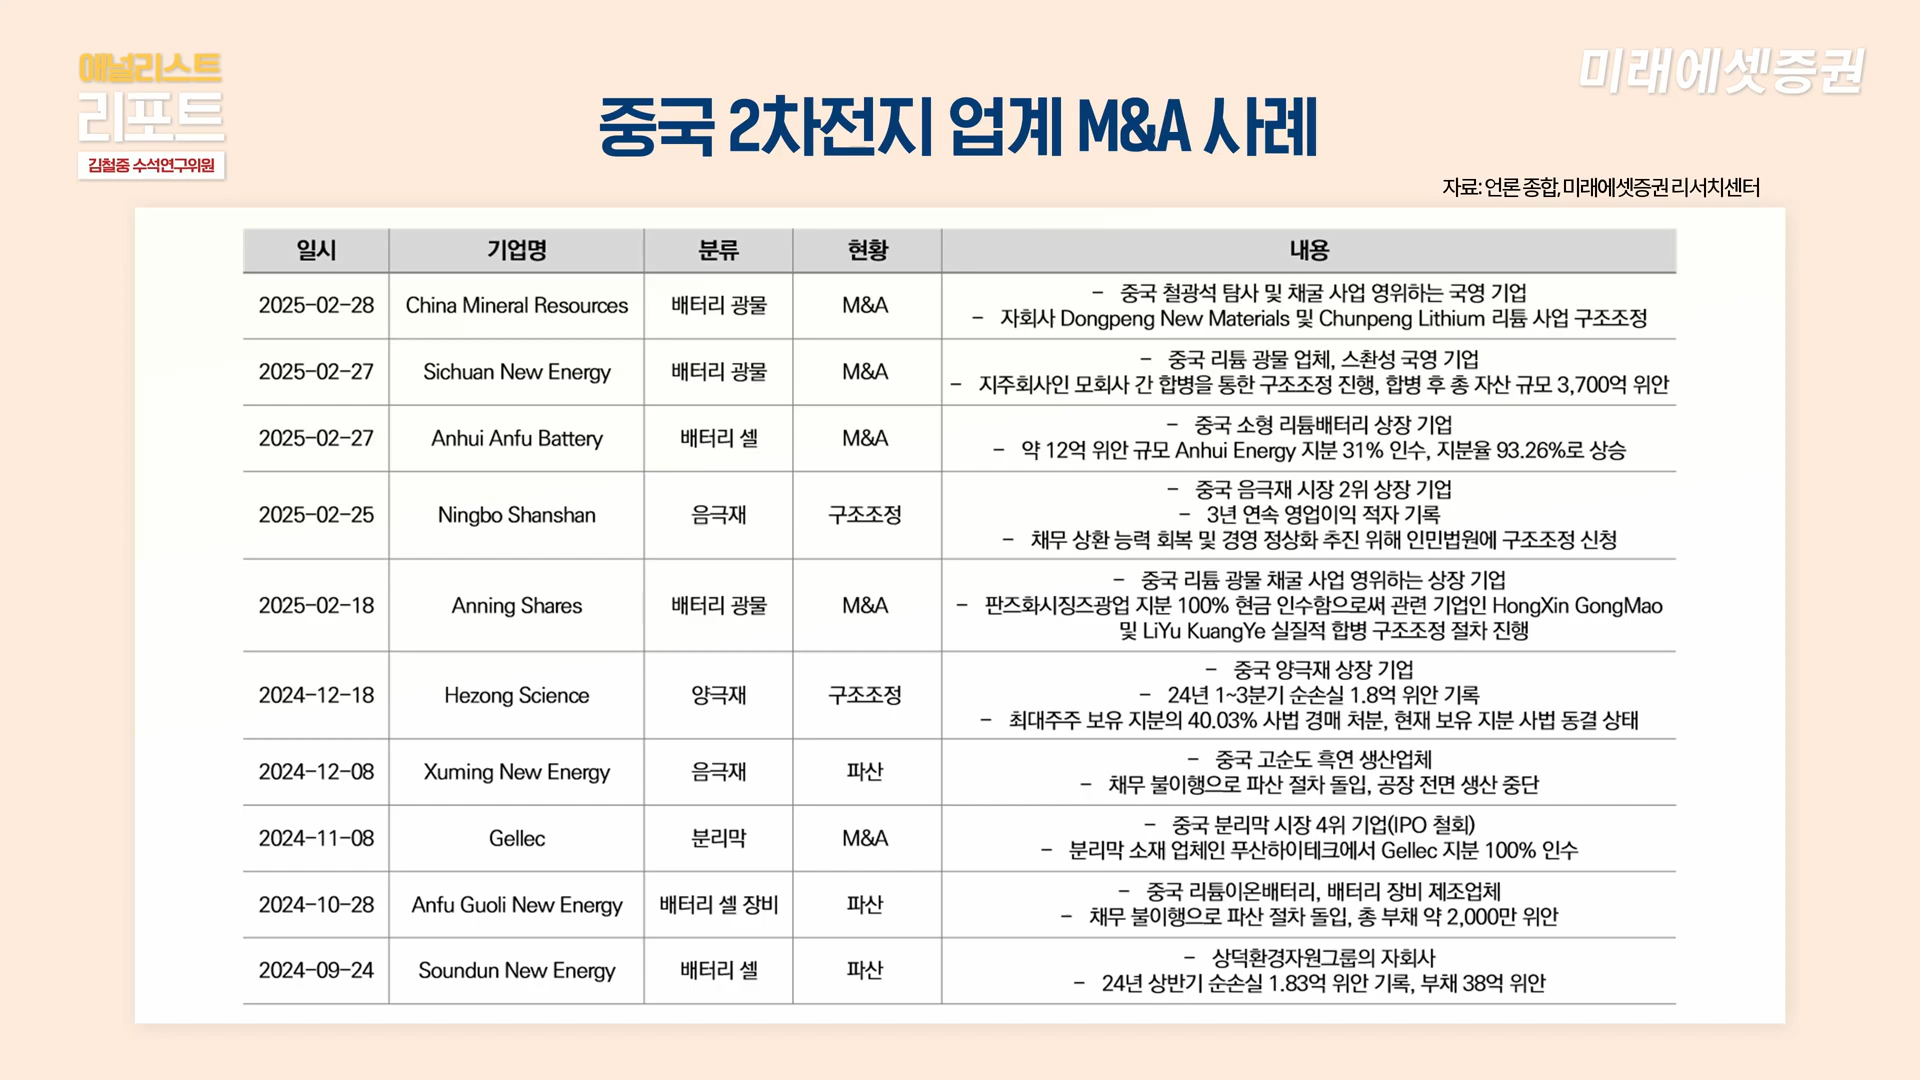 애널리스트
리포트
김철중 수석연구위원
미래에셋증권
중국 2차전지 업계 M&A 사례
자료: 언론 종합, 미래에셋증권 리서치센터
일시 기업명 분류 현황 내용
2025-02-28 China Mineral Resources 배터리 광물 M&A
- 중국 철광석 탐사 및 채굴 사업 영위하는 국영 기업
- 자회사 Dongpeng New Materials 및 Chunpeng Lithium 리튬 사업 구조조정
2025-02-27 Sichuan New Energy 배터리 광물 M&A
- 중국 리튬 광물 업체, 스촨성 국영 기업
- 지주회사인 모회사 간 합병을 통한 구조조정 진행, 합병 후 총 자산 규모 3,700억 위안
2025-02-27 Anhui Anfu Battery 배터리 셀 M&A
- 중국 소형 리튬배터리 상장 기업
- 약 12억 위안 규모 Anhui Energy 지분 31% 인수, 지분율 93.26%로 상승
2025-02-25 Ningbo Shanshan 음극재 구조조정
- 중국 음극재 시장 2위 상장 기업
- 3년 연속 영업이익 적자 기록
- 채무 상환 능력 회복 및 경영 정상화 추진 위해 인민법원에 구조조정 신청
2025-02-18 Anning Shares 배터리 광물 M&A
- 중국 리튬 광물 채굴 사업 영위하는 상장 기업
- 판즈화시징즈광업 지분 100% 현금 인수함으로써 관련 기업인 HongXin GongMao
및 LiYu KuangYe 실질적 합병 구조조정 절차 진행
2024-12-18 Hezong Science 양극재 구조조정
- 중국 양극재 상장 기업
- 24년 1~3분기 순손실 1.8억 위안 기록
- 최대주주 보유 지분의 40.03% 사법 경매 처분, 현재 보유 지분 사법 동결 상태
2024-12-08 Xuming New Energy 음극재 파산
- 중국 고순도 흑연 생산업체
- 채무 불이행으로 파산 절차 돌입, 공장 전면 생산 중단
2024-11-08 Gellec 분리막 M&A
- 중국 분리막 시장 4위 기업(IPO 철회)
- 분리막 소재 업체인 푸산하이테크에서 Gellec 지분 100% 인수
2024-10-28 Anfu Guoli New Energy 배터리 셀 장비 파산
- 중국 리튬이온배터리, 배터리 장비 제조업체
- 채무 불이행으로 파산 절차 돌입, 총 부채 약 2,000만 위안
2024-09-24 Soundun New Energy 배터리 셀 파산
- 상덕환경자원그룹의 자회사
- 24년 상반기 순손실 1.83억 위안 기록, 부채 38억 위안